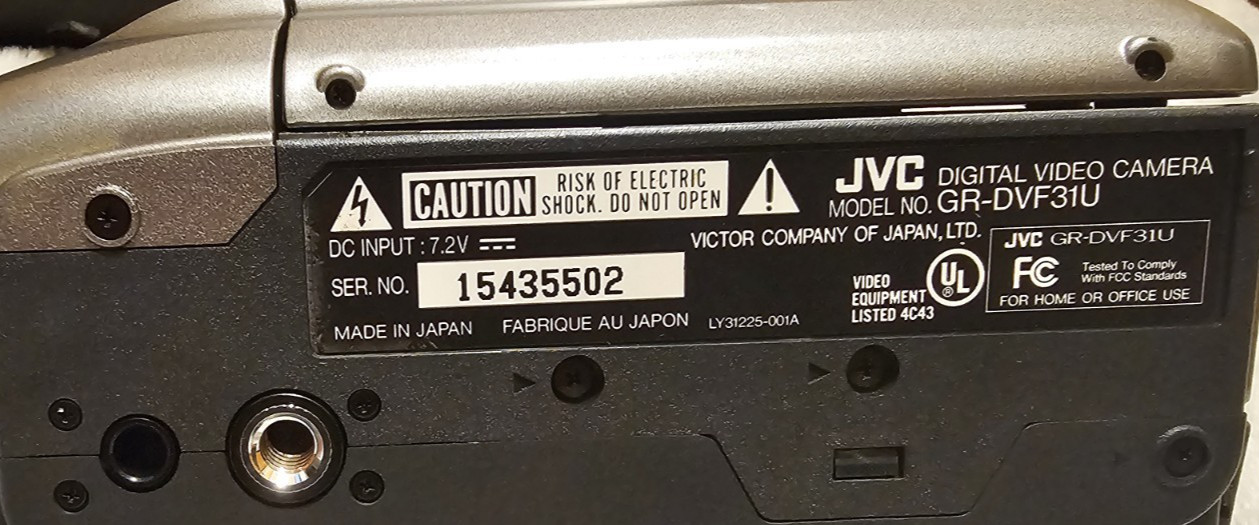 CAUTION RISK OF ELECTRIC SHOCK. DO NOT OPEN
JVC DIGITAL VIDEO CAMERA
MODEL NO. GR-DVF31U
DC INPUT : 7.2V
VICTOR COMPANY OF JAPAN, LTD.
SER. NO. 15435502
MADE IN JAPAN FABRIQUE AU JAPON LY31225-001A
VIDEO
EQUIPMENT
LISTED 4C43
UL
®
JVC GR-DVF31U
FC Tested To Comply
With FCC Standards
FOR HOME OR OFFICE USE